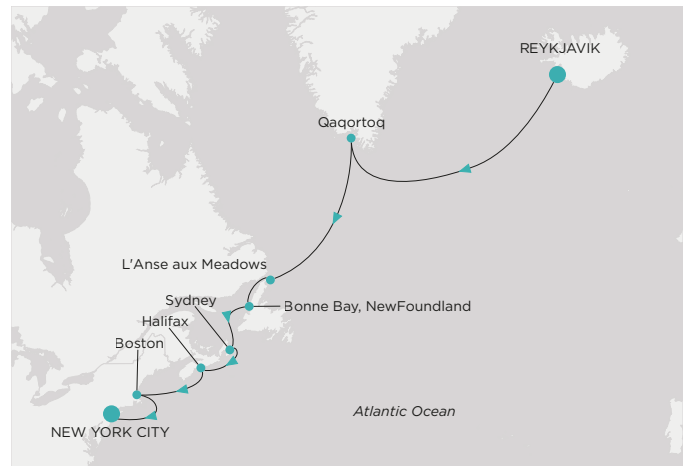 REYKJAVIK
Qaqortoq
L'Anse aux Meadows
Sydney
Bonne Bay, NewFoundland
Halifax
Boston
Atlantic Ocean
NEW YORK CITY